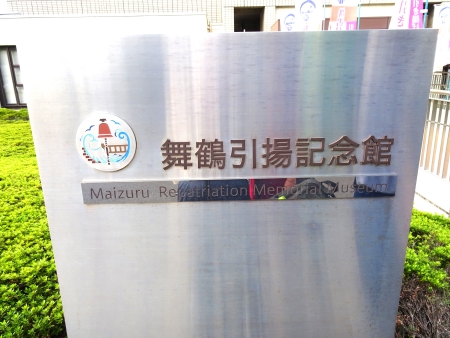 舞鶴引揚記念館
Maizuru Repatriation Memorial Museum